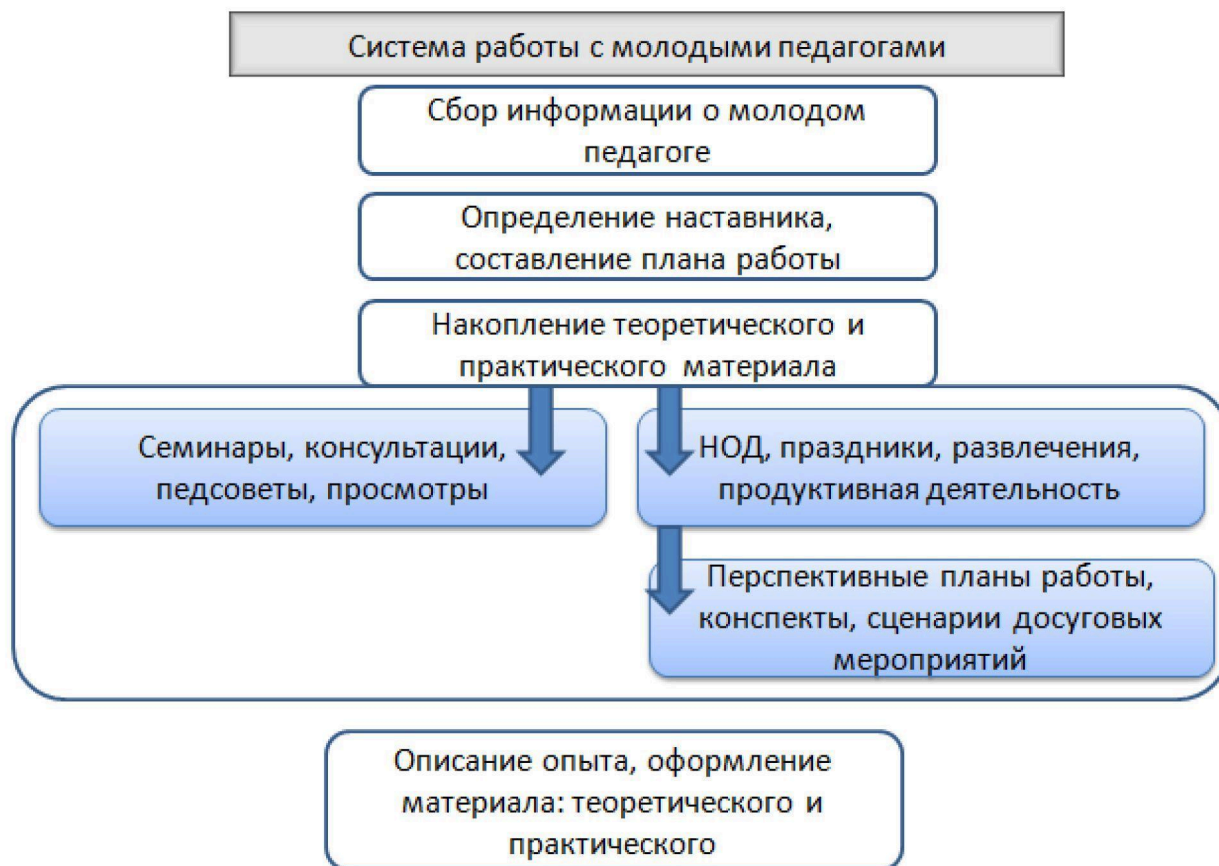 Система работы с молодыми педагогами
Сбор информации о молодом
педагоге
Определение наставника,
составление плана работы
Накопление теоретического и
практического материала
Семинары, консультации,
педсоветы, просмотры
НОД, праздники, развлечения,
продуктивная деятельность
Перспективные планы работы,
конспекты, сценарии досуговых
мероприятий
Описание опыта, оформление
материала: теоретического и
практического